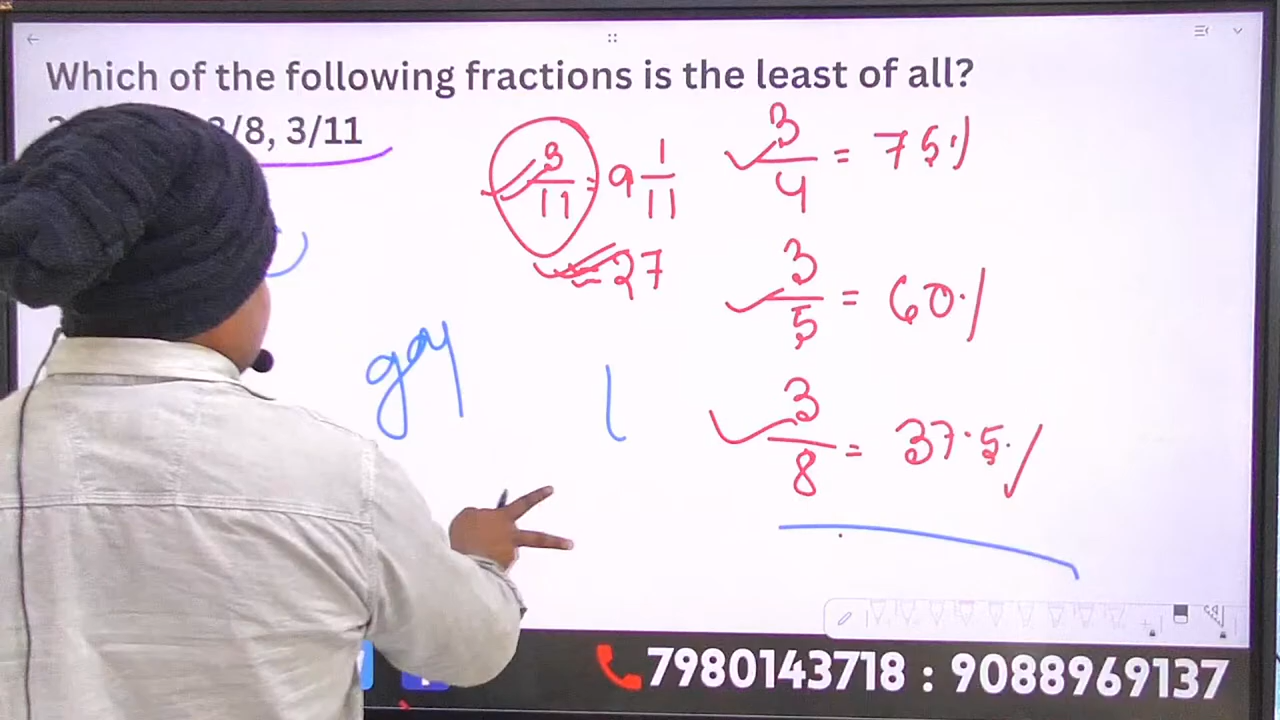 Which of the following fractions is the least of all?
3/8, 3/11
3/11 = 9 1/11
= 27
3/4 = 75%
3/5 = 60%
3/8 = 37.5%
7980143718 : 9088969137